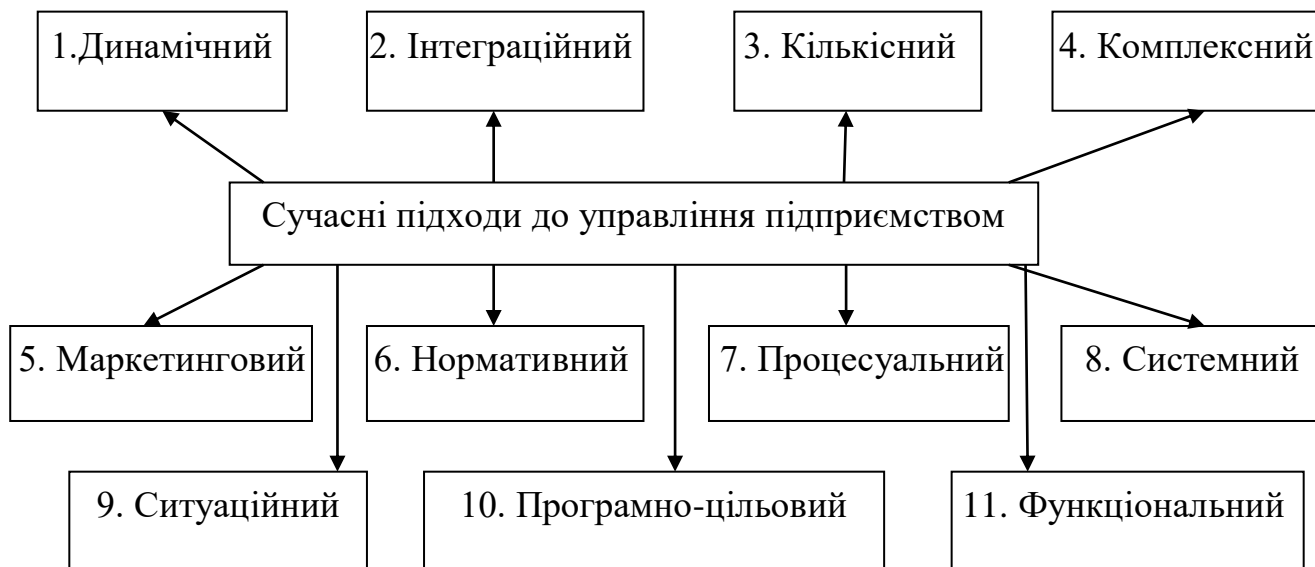 1.Динамічний
2. Інтеграційний
3. Кількісний
4. Комплексний
Сучасні підходи до управління підприємством
5. Маркетинговий
6. Нормативний
7. Процесуальний
8. Системний
9. Ситуаційний
10. Програмно-цільовий
11. Функціональний